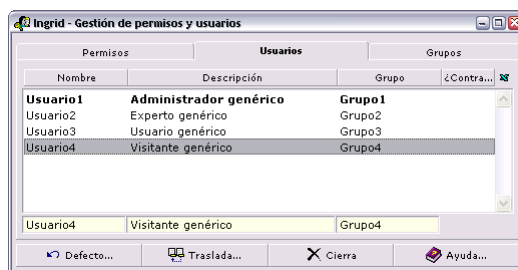 Ingrid - Gestión de permisos y usuarios
Permisos Usuarios Grupos
Nombre Descripción Grupo ¿Contra...
Usuario1 Administrador genérico Grupo1
Usuario2 Experto genérico Grupo2
Usuario3 Usuario genérico Grupo3
Usuario4 Visitante genérico Grupo4
Usuario4 Visitante genérico Grupo4
Defecto... Traslada... Cierra Ayuda...